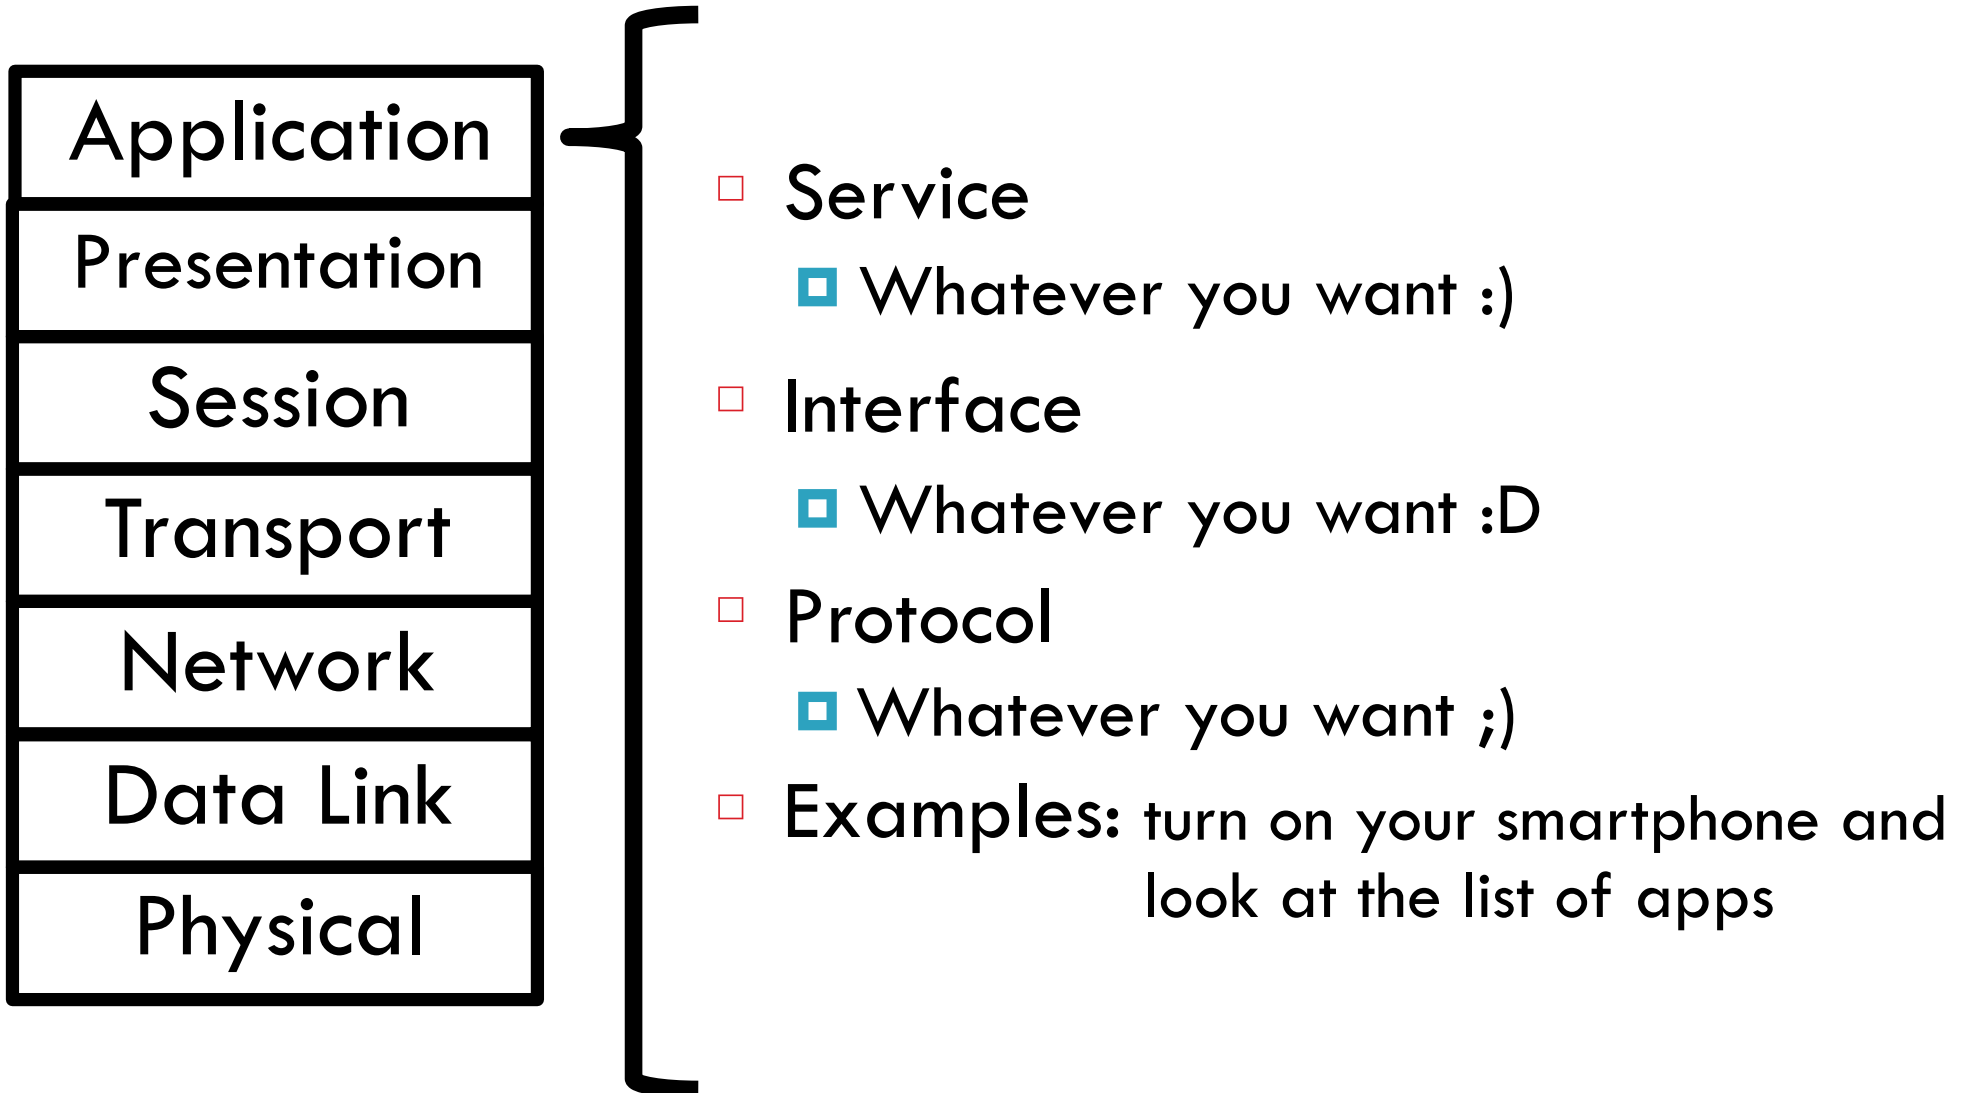 Application
Presentation
Session
Transport
Network
Data Link
Physical
Service
Whatever you want :)
Interface
Whatever you want :D
Protocol
Whatever you want ;)
Examples: turn on your smartphone and
look at the list of apps